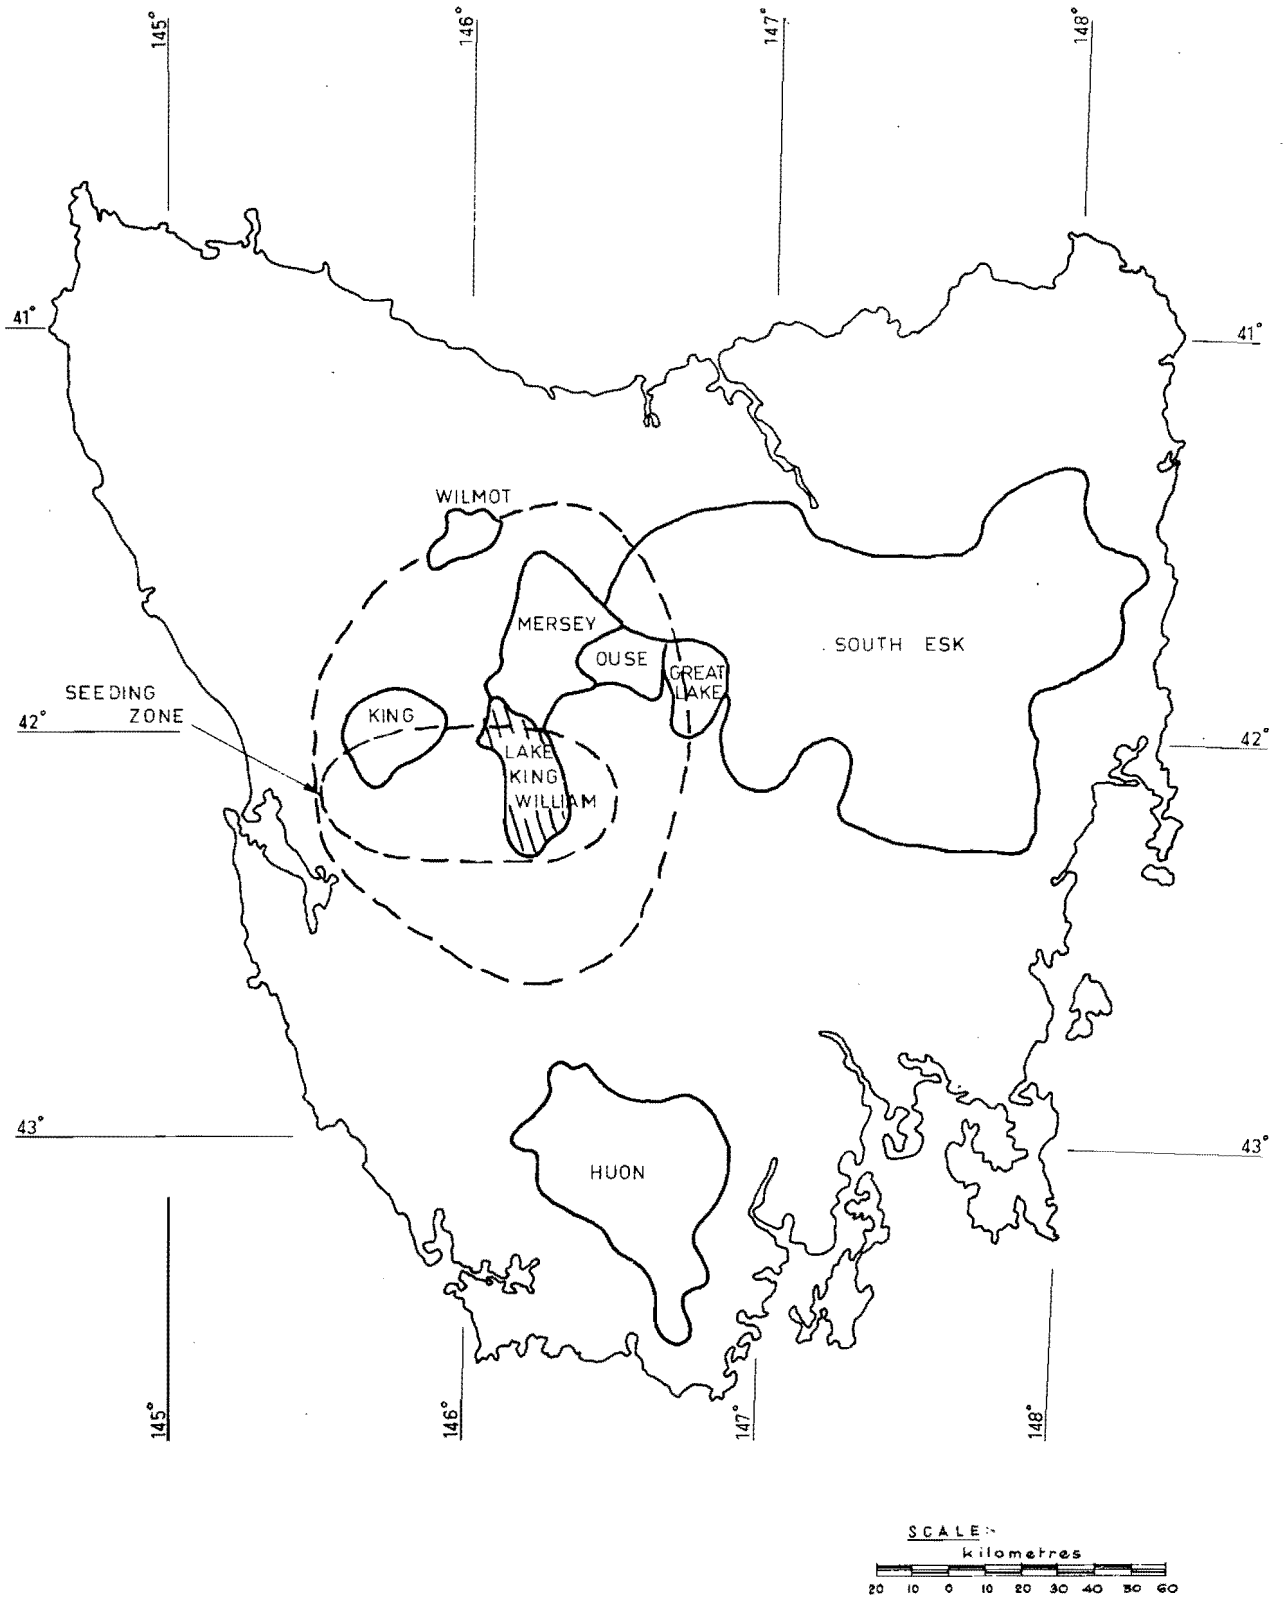 145°
146°
147°
148°
41°
41°
WILMOT
MERSEY
OUSE
SOUTH ESK
GREAT
LAKE
SEEDING
ZONE
KING
42°
42°
LAKE
KING
WILLIAM
43°
43°
HUON
145°
146°
147°
148°
SCALE:-
kilometres
20 10 0 10 20 30 40 50 60